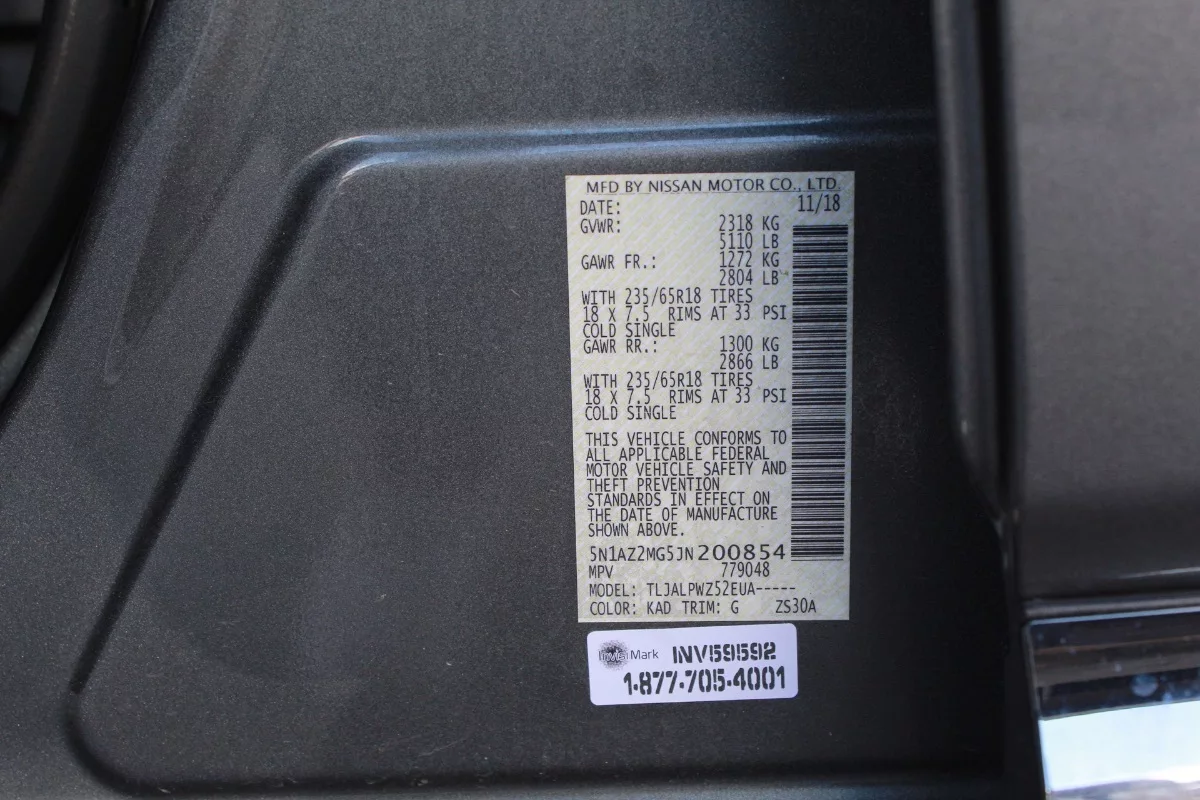 MFD BY NISSAN MOTOR CO., LTD.
DATE: 11/18
GVWR: 2318 KG
5110 LB
GAWR FR.: 1272 KG
2804 LB
WITH 235/65R18 TIRES
18 X 7.5 RIMS AT 33 PSI
COLD SINGLE
GAWR RR.: 1300 KG
2866 LB
WITH 235/65R18 TIRES
18 X 7.5 RIMS AT 33 PSI
COLD SINGLE
THIS VEHICLE CONFORMS TO
ALL APPLICABLE FEDERAL
MOTOR VEHICLE SAFETY AND
THEFT PREVENTION
STANDARDS IN EFFECT ON
THE DATE OF MANUFACTURE
SHOWN ABOVE.
5N1AZ2MG5JN200854
MPV 779048
MODEL: TLJALPWZ52EUA-----
COLOR: KAD TRIM: G ZS30A
Mark INV59592
1-877-705-4001